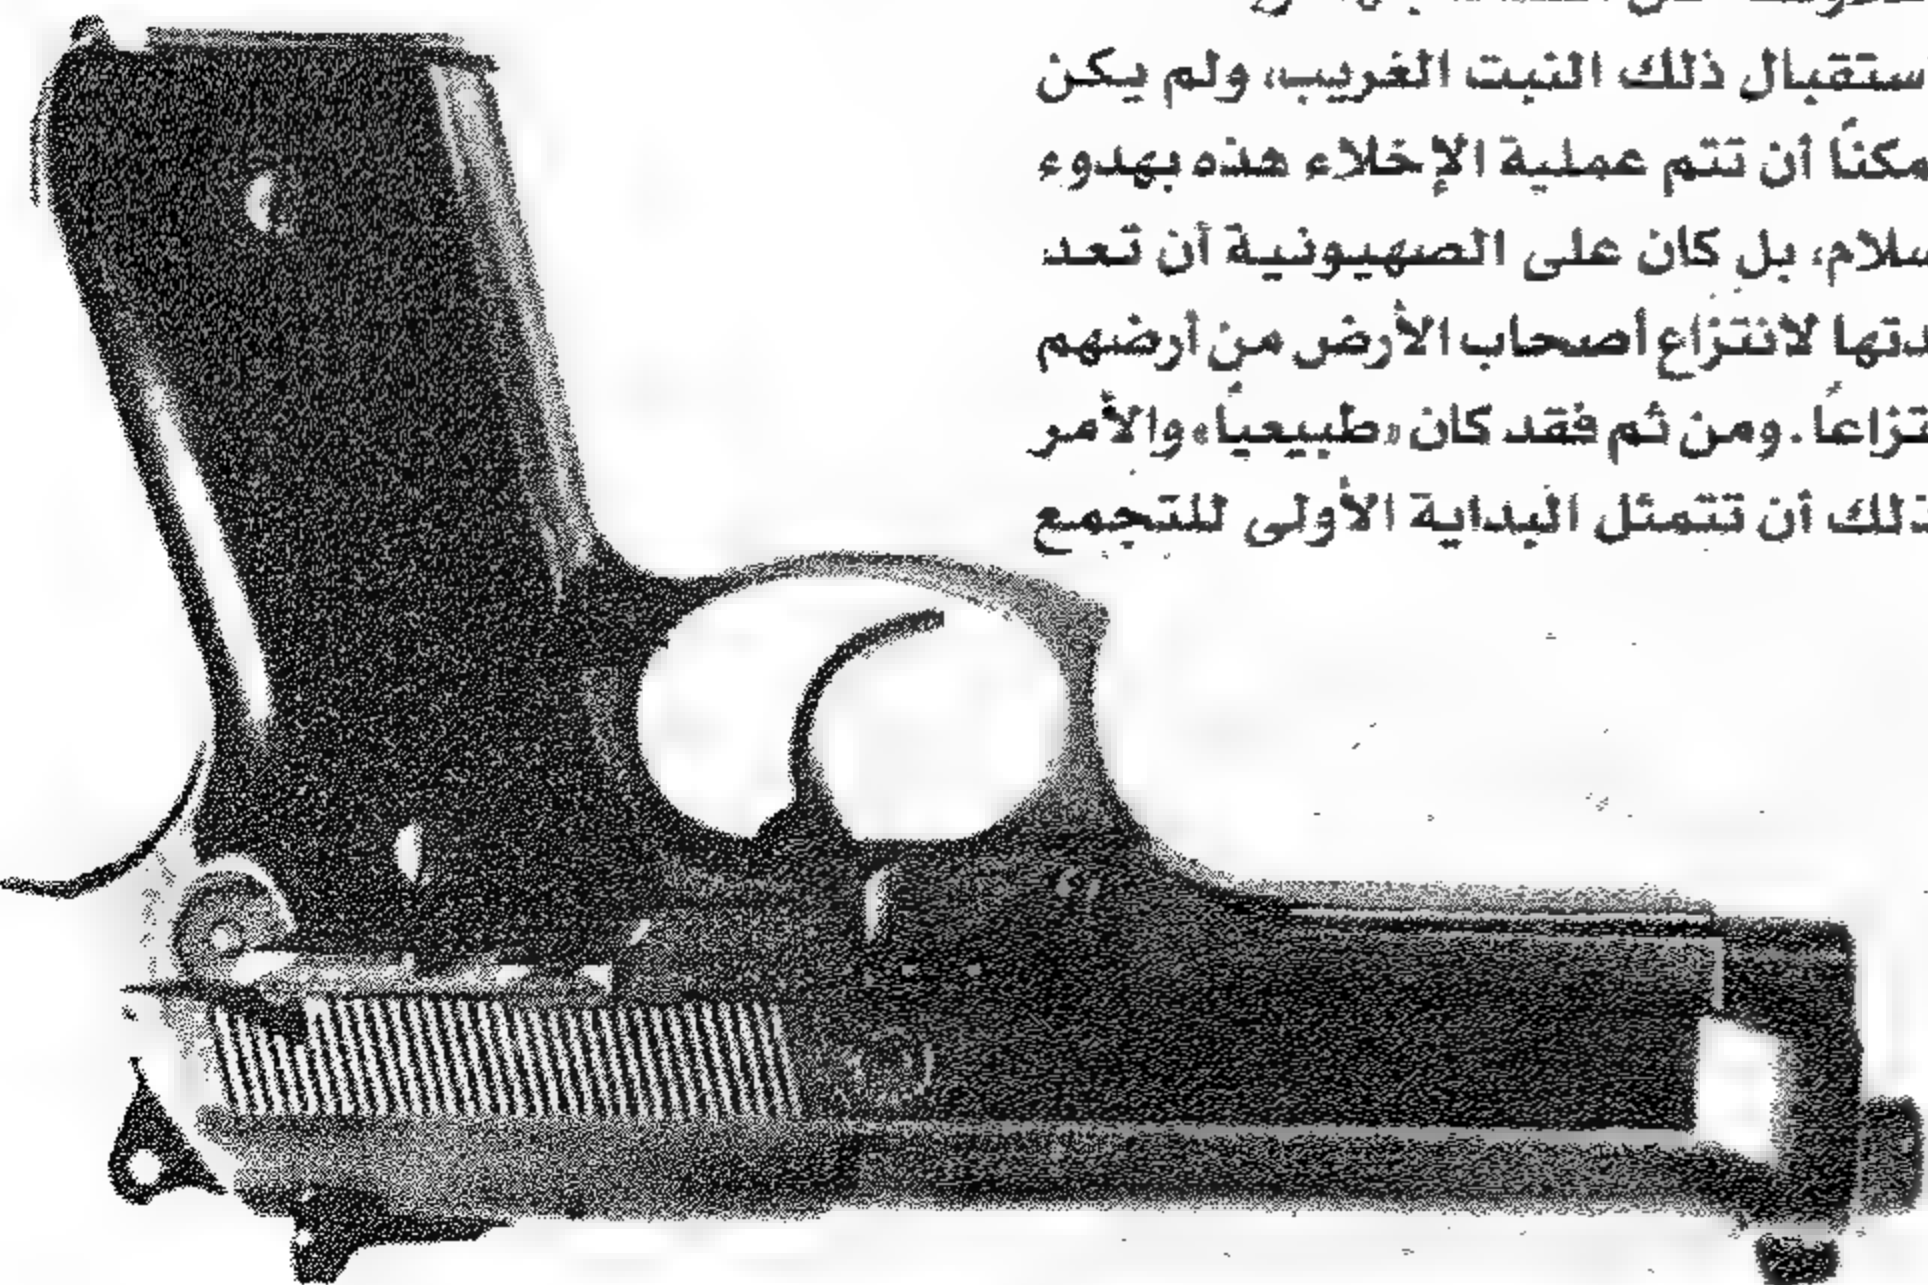 ستقبال ذلك النبت الغريب، ولم يكن
مكناً أن تتم عملية الإخلاء هذه بهدوء
سلام، بل كان على الصهيونية أن تعد
دتها لانتزاع أصحاب الأرض من أرضهم
تزاعاً. ومن ثم فقد كان «طبيعياً» والأمر
ذلك أن تتمثل البداية الأولى للتجمع